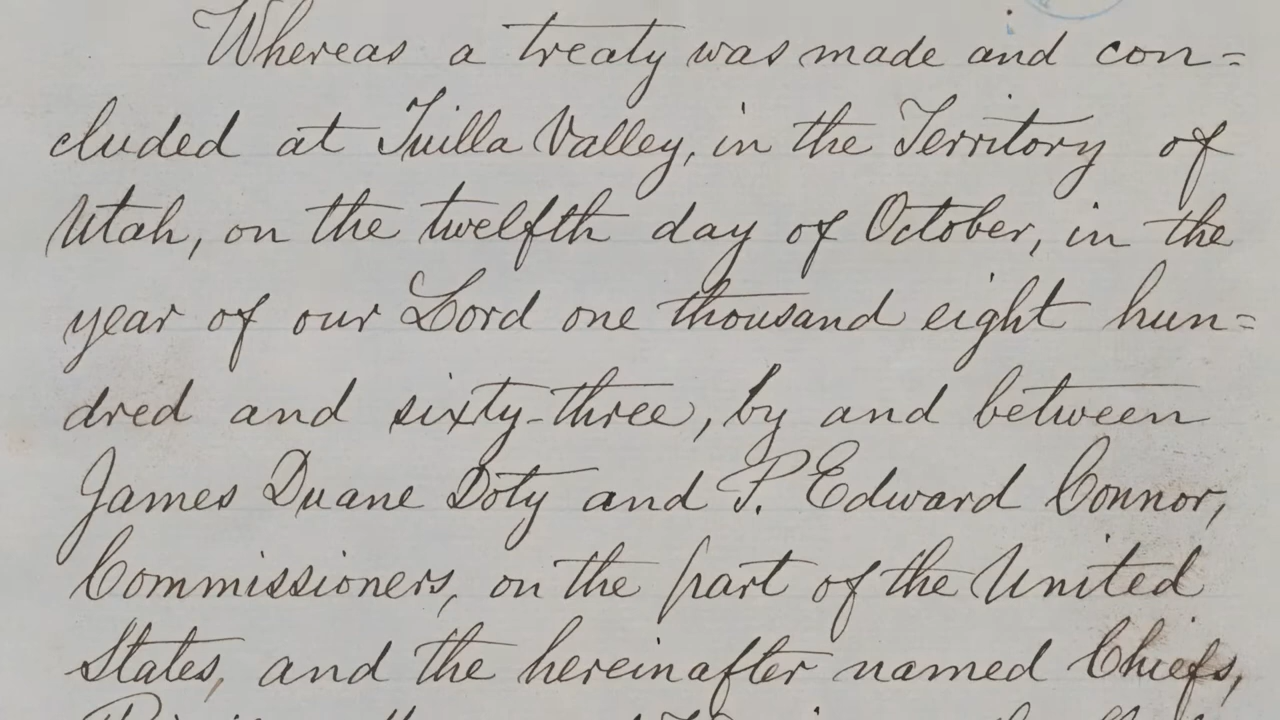 Whereas a treaty was made and con=
cluded at Tuilla Valley, in the Territory of
Utah, on the twelfth day of October, in the
year of our Lord one thousand eight hun=
dred and sixty-three, by and between
James Duane Doty and P. Edward Connor,
Commissioners, on the part of the United
States, and the hereinafter named Chiefs,